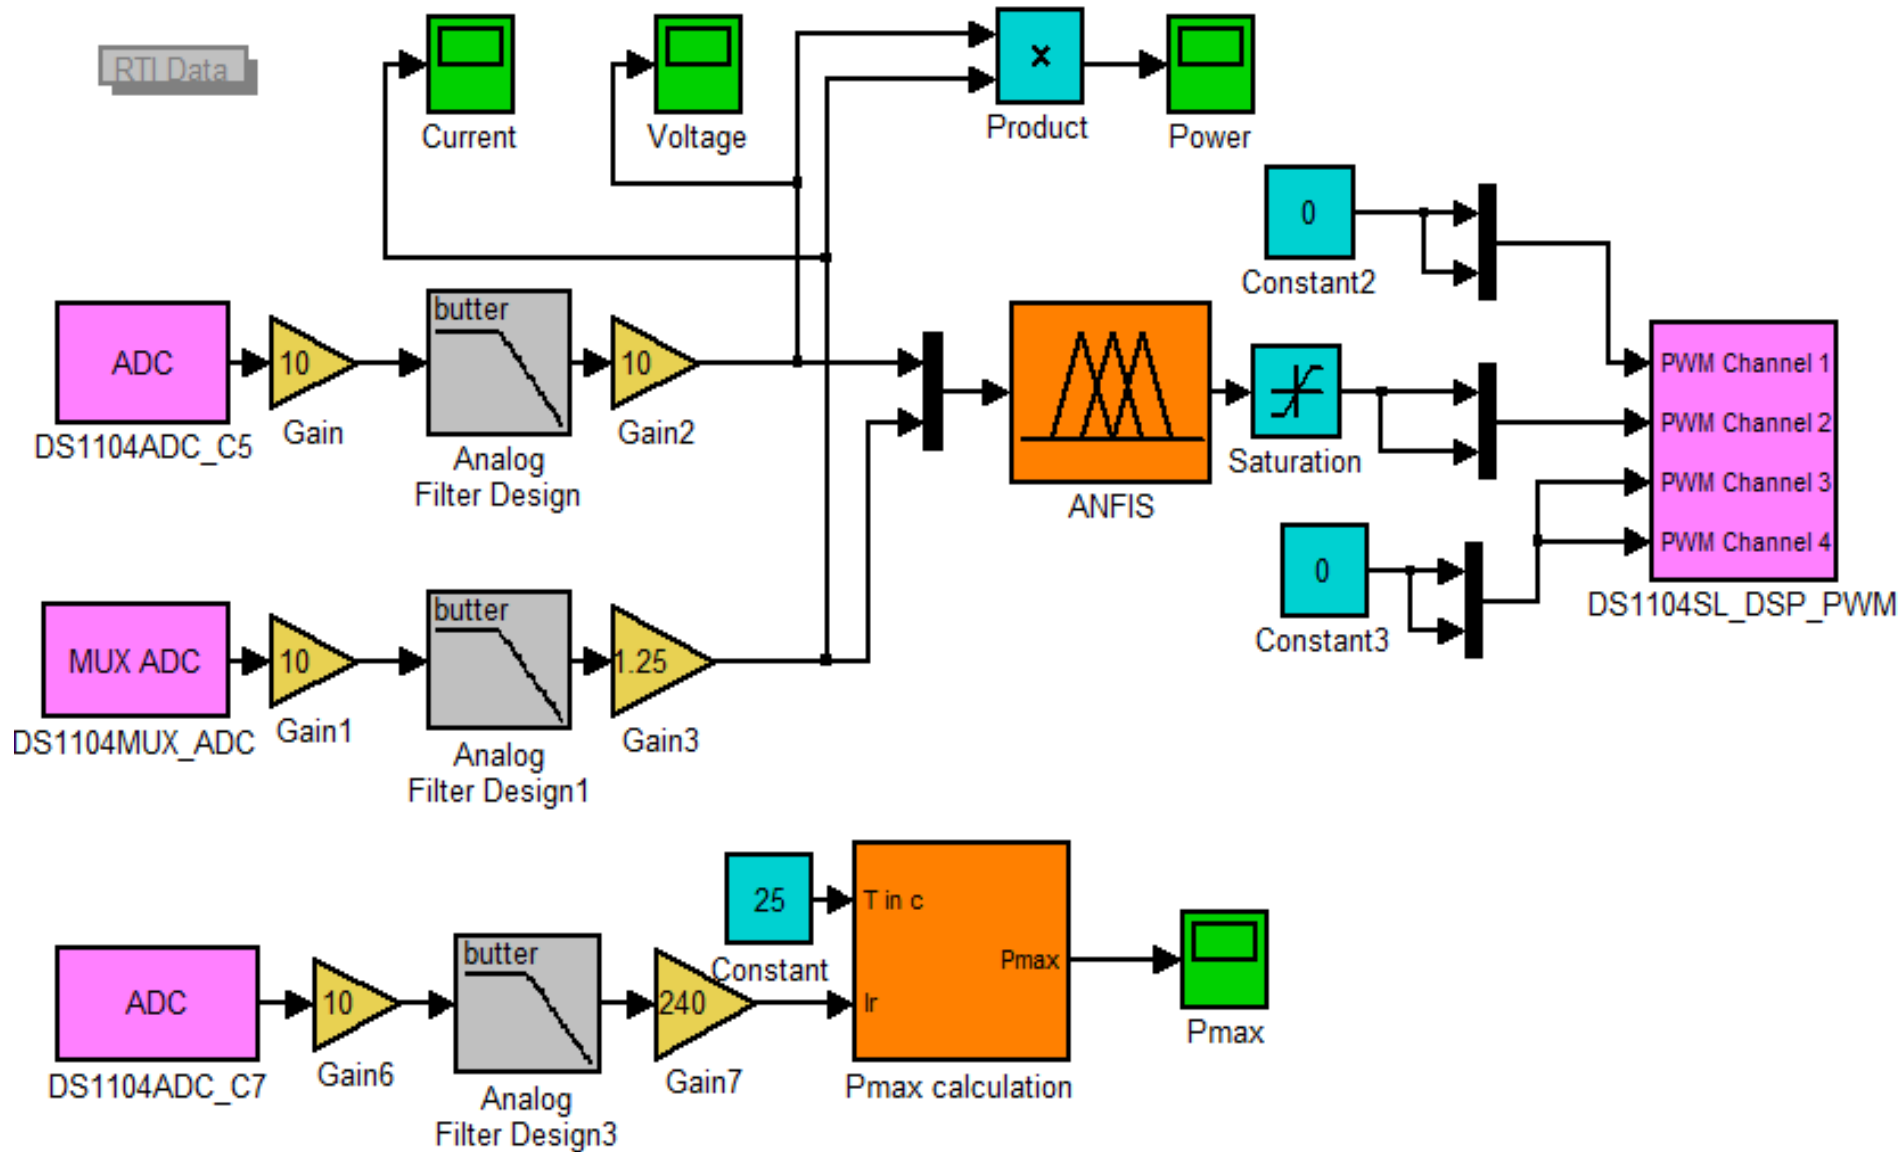 RTI Data
Current
Voltage
×
Product
Power
0
Constant2
ADC
DS1104ADC_C5
10
Gain
butter
Analog
Filter Design
10
Gain2
ANFIS
Saturation
PWM Channel 1
PWM Channel 2
PWM Channel 3
PWM Channel 4
DS1104SL_DSP_PWM
0
Constant3
MUX ADC
DS1104MUX_ADC
10
Gain1
butter
Analog
Filter Design1
1.25
Gain3
25
Constant
T in c
Ir
Pmax
Pmax calculation
Pmax
ADC
DS1104ADC_C7
10
Gain6
butter
Analog
Filter Design3
240
Gain7